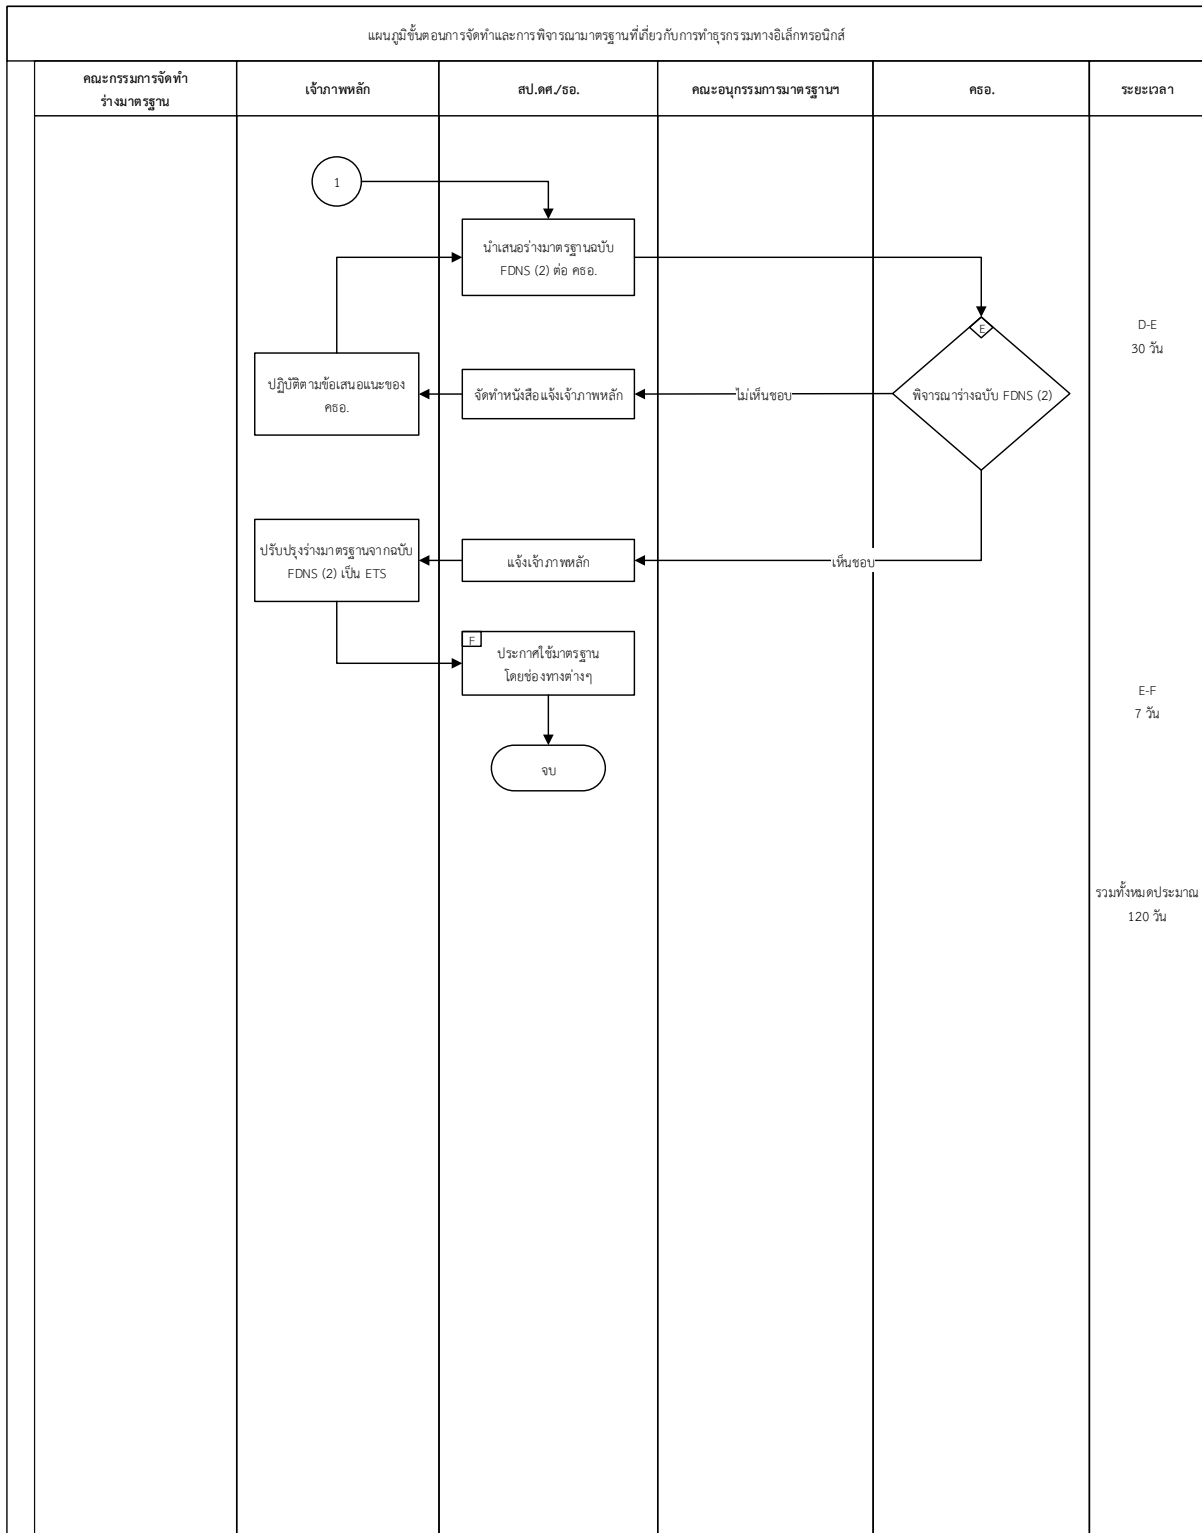 แผนภูมิขั้นตอนการจัดทำและการพิจารณามาตรฐานที่เกี่ยวกับการทำธุรกรรมทางอิเล็กทรอนิกส์
คณะกรรมการจัดทำ
ร่างมาตรฐาน
เจ้าภาพหลัก
สป.ดศ./ธอ.
คณะอนุกรรมการมาตรฐานฯ
คธอ.
ระยะเวลา
1
นำเสนอร่างมาตรฐานฉบับ
FDNS (2) ต่อ คธอ.
E
D-E
30 วัน
ปฏิบัติตามข้อเสนอแนะของ
คธอ.
จัดทำหนังสือแจ้งเจ้าภาพหลัก
ไม่เห็นชอบ
พิจารณาร่างฉบับ FDNS (2)
ปรับปรุงร่างมาตรฐานจากฉบับ
FDNS (2) เป็น ETS
แจ้งเจ้าภาพหลัก
เห็นชอบ
F
ประกาศใช้มาตรฐาน
โดยช่องทางต่างๆ
E-F
7 วัน
จบ
รวมทั้งหมดประมาณ
120 วัน